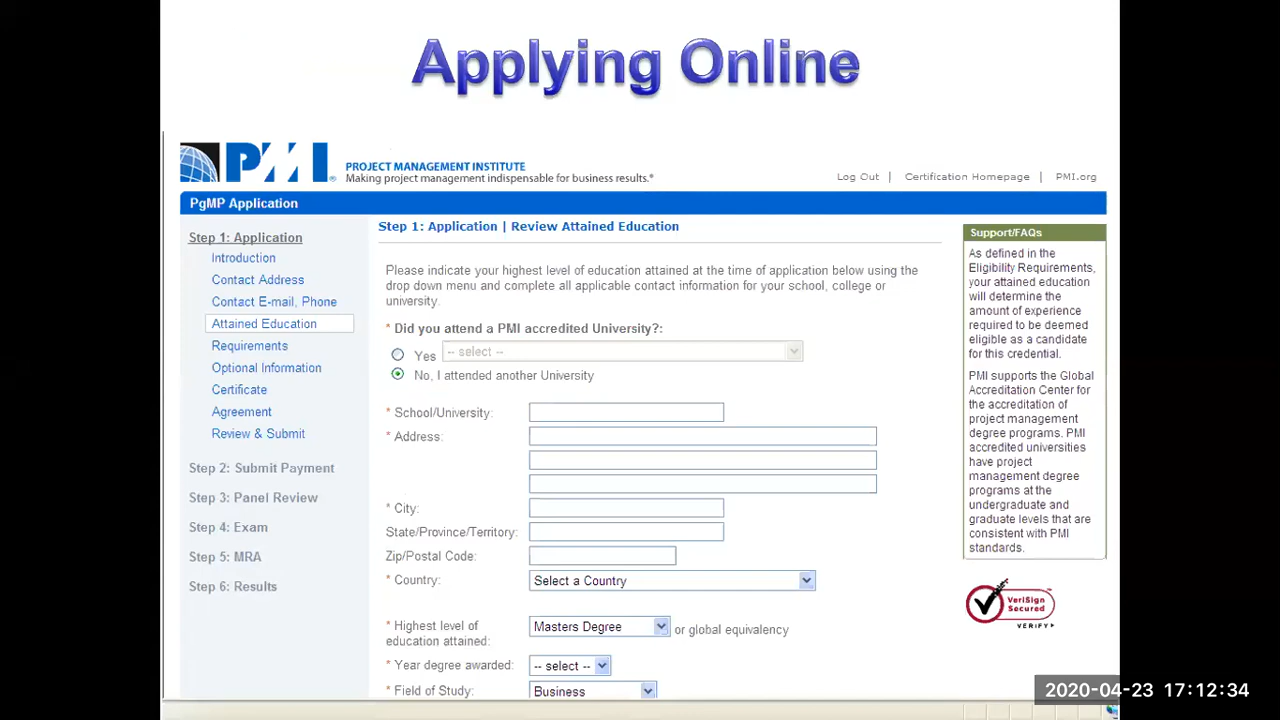 Applying Online
PMI
PROJECT MANAGEMENT INSTITUTE
Making project management indispensable for business results.®
Log Out | Certification Homepage | PMI.org
PgMP Application
Step 1: Application
Introduction
Contact Address
Contact E-mail, Phone
Attained Education
Requirements
Optional Information
Certificate
Agreement
Review & Submit
Step 2: Submit Payment
Step 3: Panel Review
Step 4: Exam
Step 5: MRA
Step 6: Results
Step 1: Application | Review Attained Education
Please indicate your highest level of education attained at the time of application below using the
drop down menu and complete all applicable contact information for your school, college or
university.
* Did you attend a PMI accredited University?:
Yes -- select --
No, I attended another University
* School/University:
* Address:
* City:
State/Province/Territory:
Zip/Postal Code:
* Country: Select a Country
* Highest level of
education attained: Masters Degree or global equivalency
* Year degree awarded: -- select --
* Field of Study: Business
Support/FAQs
As defined in the
Eligibility Requirements,
your attained education
will determine the
amount of experience
required to be deemed
eligible as a candidate
for this credential.
PMI supports the Global
Accreditation Center for
the accreditation of
project management
degree programs. PMI
accredited universities
have project
management degree
programs at the
undergraduate and
graduate levels that are
consistent with PMI
standards.
VeriSign
Secured
VERIFY
2020-04-23 17:12:34